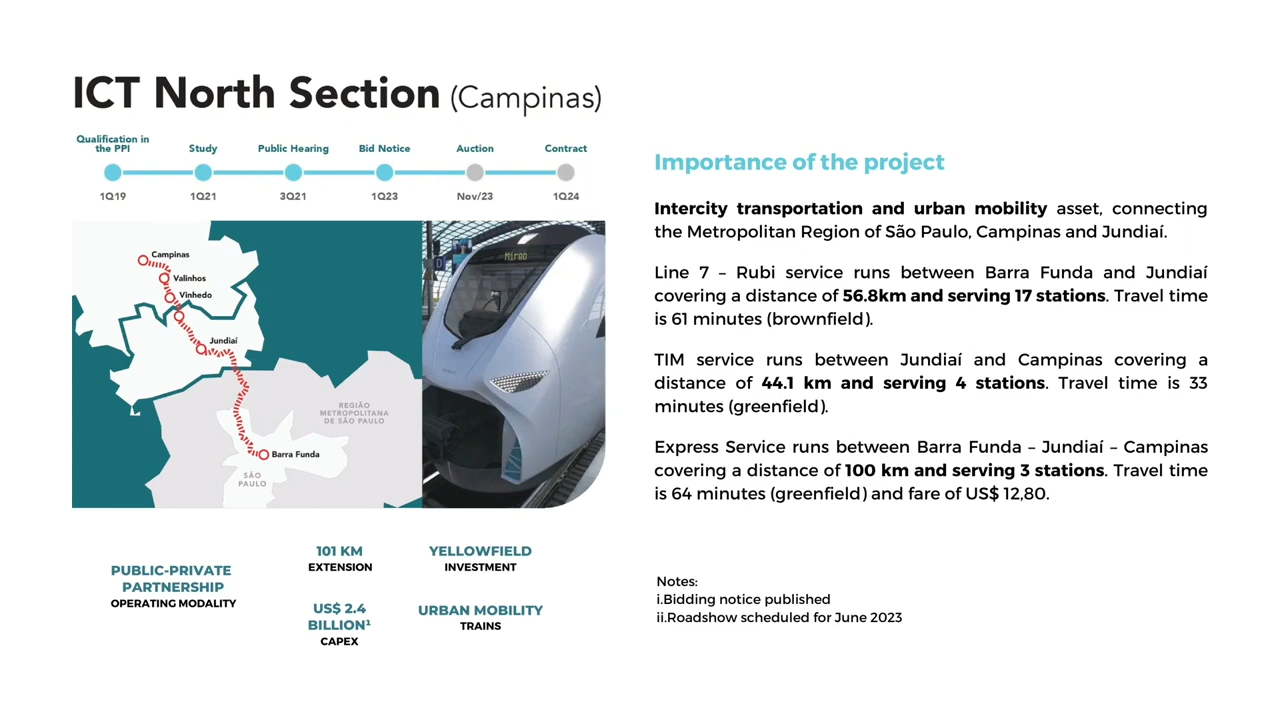 ICT North Section (Campinas)
Qualification in
the PPI
Study
Public Hearing
Bid Notice
Auction
Contract
1Q19
1Q21
3Q21
1Q23
Nov/23
1Q24
Campinas
Valinhos
Vinhedo
Jundiaí
REGIÃO
METROPOLITANA
DE SÃO PAULO
Barra Funda
SÃO
PAULO
Mireo
D
PUBLIC-PRIVATE
PARTNERSHIP
OPERATING MODALITY
101 KM
EXTENSION
US$ 2.4
BILLION¹
CAPEX
YELLOWFIELD
INVESTMENT
URBAN MOBILITY
TRAINS
Importance of the project
Intercity transportation and urban mobility asset, connecting
the Metropolitan Region of São Paulo, Campinas and Jundiaí.
Line 7 – Rubi service runs between Barra Funda and Jundiaí
covering a distance of 56.8km and serving 17 stations. Travel time
is 61 minutes (brownfield).
TIM service runs between Jundiaí and Campinas covering a
distance of 44.1 km and serving 4 stations. Travel time is 33
minutes (greenfield).
Express Service runs between Barra Funda – Jundiaí – Campinas
covering a distance of 100 km and serving 3 stations. Travel time
is 64 minutes (greenfield) and fare of US$ 12,80.
Notes:
i.Bidding notice published
ii.Roadshow scheduled for June 2023